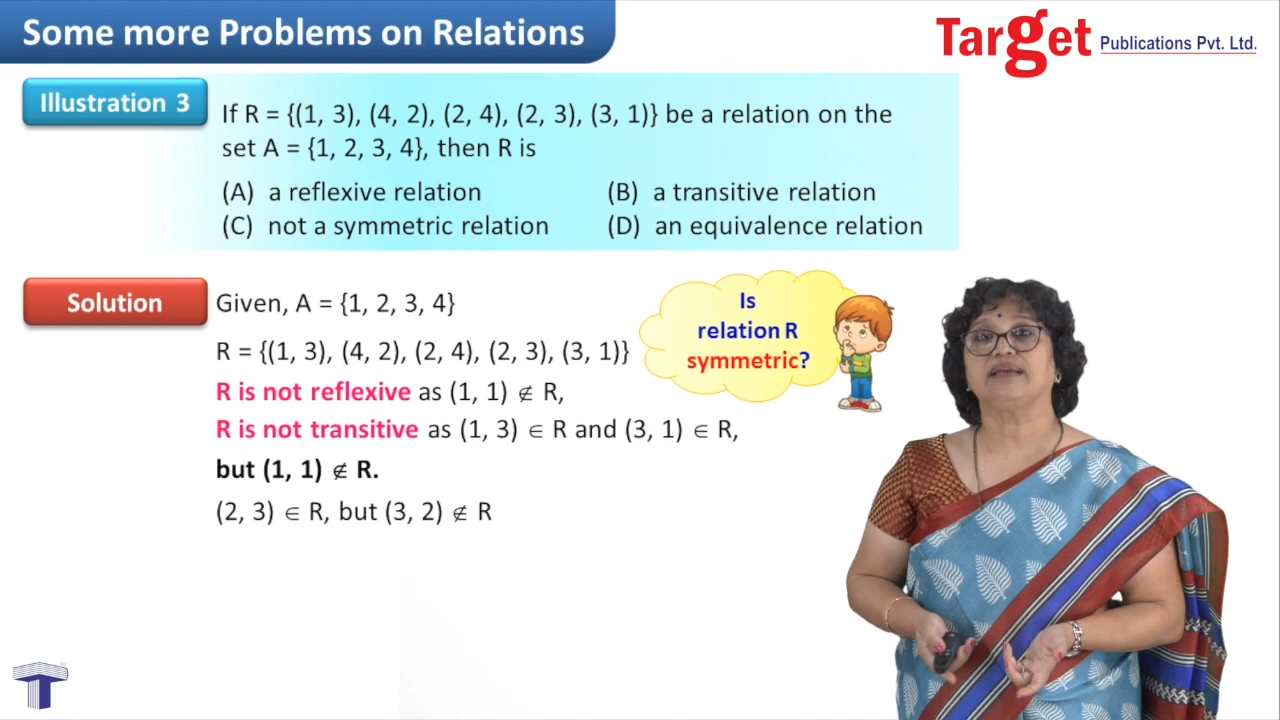 Some more Problems on Relations
Target Publications Pvt. Ltd.
Illustration 3
If R = {(1, 3), (4, 2), (2, 4), (2, 3), (3, 1)} be a relation on the
set A = {1, 2, 3, 4}, then R is
(A) a reflexive relation (B) a transitive relation
(C) not a symmetric relation (D) an equivalence relation
Solution
Given, A = {1, 2, 3, 4}
R = {(1, 3), (4, 2), (2, 4), (2, 3), (3, 1)}
R is not reflexive as (1, 1) ∉ R,
R is not transitive as (1, 3) ∈ R and (3, 1) ∈ R,
but (1, 1) ∉ R.
(2, 3) ∈ R, but (3, 2) ∉ R
Is
relation R
symmetric?